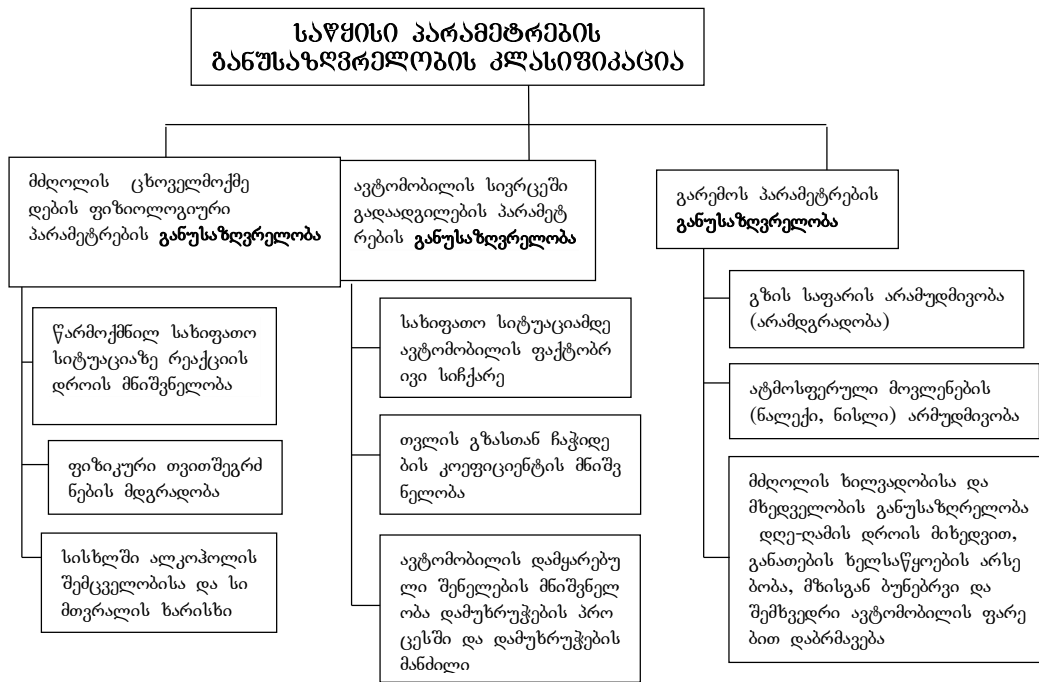 ᲡᲐᲬᲧᲘᲡᲘ ᲞᲐᲠᲐᲛᲔᲢᲠᲔᲑᲘᲡ
ᲒᲐᲜᲣᲡᲐᲖᲦᲕᲠᲔᲚᲝᲑᲘᲡ ᲙᲚᲐᲡᲘᲤᲘᲙᲐᲪᲘᲐ
მძღოლის ცხოველმოქმე
დების ფიზიოლოგიური
პარამეტრების განუსაზღვრელობა
წარმოქმნილ სახიფათო
სიტუაციაზე რეაქციის
დროის მნიშვნელობა
ფიზიკური თვითშეგრძ
ნების მდგრადობა
სისხლში ალკოჰოლის
შემცველობისა და სი
მთვრალის ხარისხი
ავტომობილის სივრცეში
გადაადგილების პარამეტ
რების განუსაზღვრელობა
სახიფათო სიტუაციამდე
ავტომობილის ფაქტობრ
ივი სიჩქარე
თვლის გზასთან ჩაჭიდე
ბის კოეფიციენტის მნიშვ
ნელობა
ავტომობილის დამყარებუ
ლი შენელების მნიშვნელ
ობა დამუხრუჭების პრო
ცესში და დამუხრუჭების
მანძილი
გარემოს პარამეტრების
განუსაზღვრელობა
გზის საფარის არამუდმივობა
(არამდგრადობა)
ატმოსფერული მოვლენების
(ნალექი, ნისლი) არმუდმივობა
მძღოლის ხილვადობისა და
მხედველობის განუსაზღრელობა
დღე-ღამის დროის მიხედვით,
განათების ხელსაწყოების არსე
ბობა, მზისგან ბუნებრვი და
შემხვედრი ავტომობილის ფარე
ბით დაბრმავება